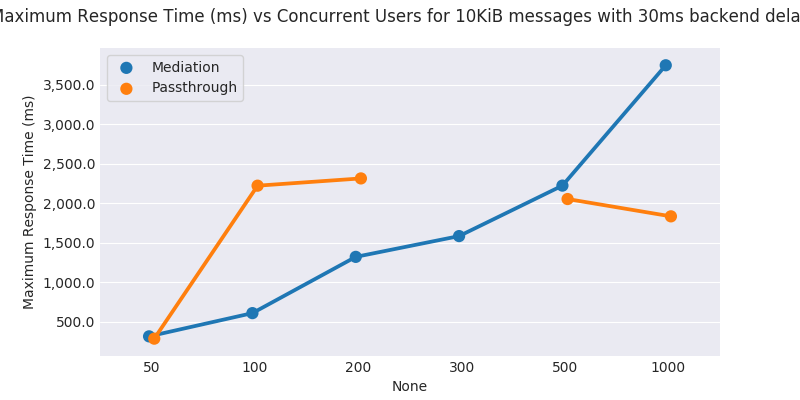 Maximum Response Time (ms) vs Concurrent Users for 10KiB messages with 30ms backend dela
Mediation
Passthrough
Maximum Response Time (ms)
3,500.0
3,000.0
2,500.0
2,000.0
1,500.0
1,000.0
500.0
50 100 200 300 500 1000
None